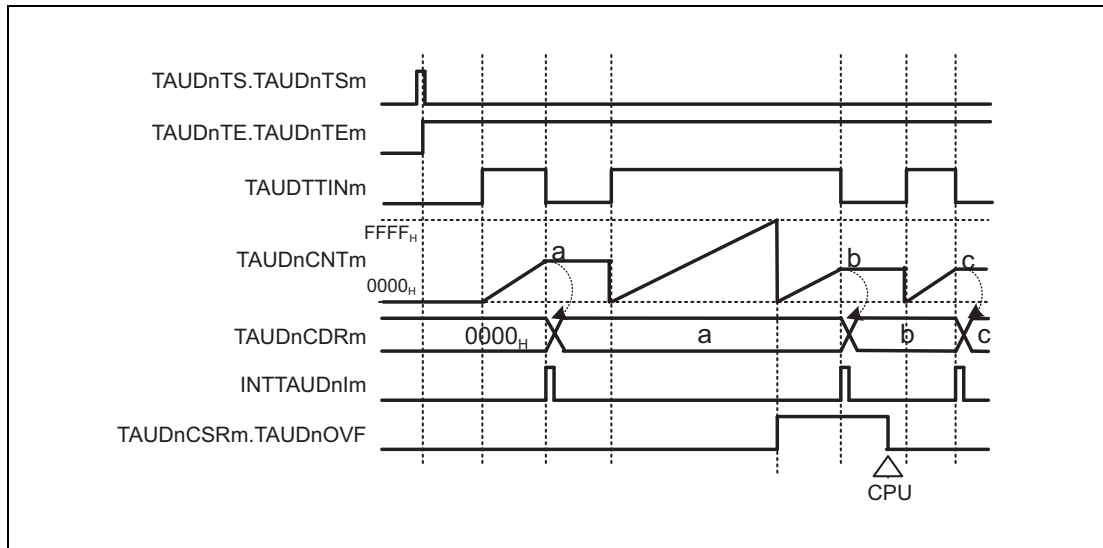 TAUDnTS.TAUDnTSm
TAUDnTE.TAUDnTEm
TAUDTTINm
FFFFH
TAUDnCNTm
0000H
a
b
c
TAUDnCDRm
0000H
a
b
c
INTTAUDnIm
TAUDnCSRm.TAUDnOVF
CPU